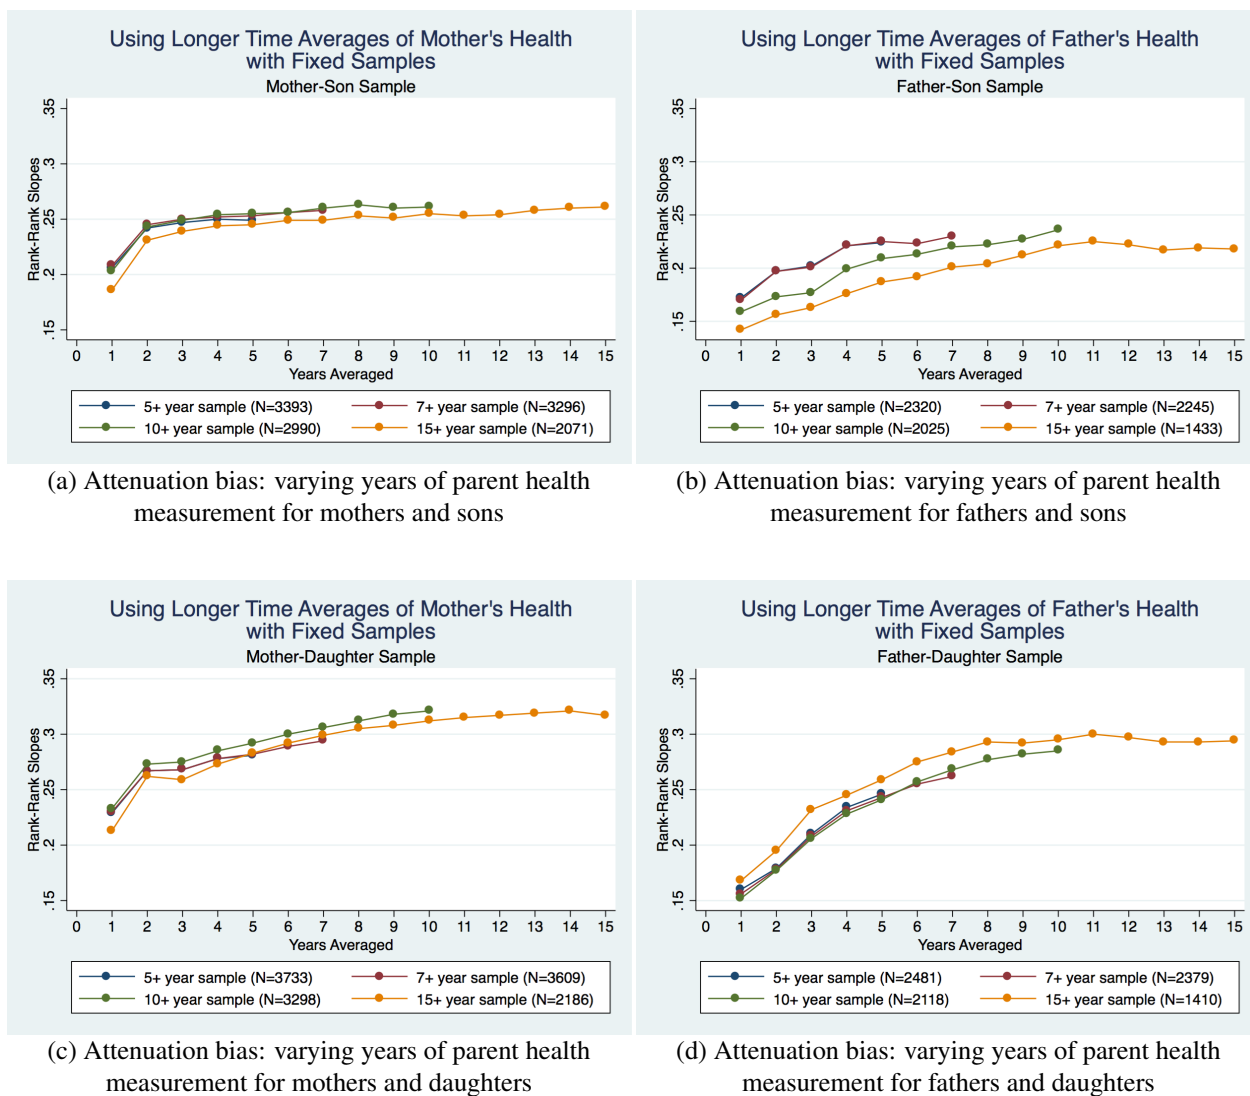 Using Longer Time Averages of Mother's Health
with Fixed Samples
Mother-Son Sample
Rank-Rank Slopes
.35
.3
.25
.2
.15
0 1 2 3 4 5 6 7 8 9 10 11 12 13 14 15
Years Averaged
5+ year sample (N=3393) 7+ year sample (N=3296)
10+ year sample (N=2990) 15+ year sample (N=2071)
(a) Attenuation bias: varying years of parent health
measurement for mothers and sons
Using Longer Time Averages of Father's Health
with Fixed Samples
Father-Son Sample
Rank-Rank Slopes
.35
.3
.25
.2
.15
0 1 2 3 4 5 6 7 8 9 10 11 12 13 14 15
Years Averaged
5+ year sample (N=2320) 7+ year sample (N=2245)
10+ year sample (N=2025) 15+ year sample (N=1433)
(b) Attenuation bias: varying years of parent health
measurement for fathers and sons
Using Longer Time Averages of Mother's Health
with Fixed Samples
Mother-Daughter Sample
Rank-Rank Slopes
.35
.3
.25
.2
.15
0 1 2 3 4 5 6 7 8 9 10 11 12 13 14 15
Years Averaged
5+ year sample (N=3733) 7+ year sample (N=3609)
10+ year sample (N=3298) 15+ year sample (N=2186)
(c) Attenuation bias: varying years of parent health
measurement for mothers and daughters
Using Longer Time Averages of Father's Health
with Fixed Samples
Father-Daughter Sample
Rank-Rank Slopes
.35
.3
.25
.2
.15
0 1 2 3 4 5 6 7 8 9 10 11 12 13 14 15
Years Averaged
5+ year sample (N=2481) 7+ year sample (N=2379)
10+ year sample (N=2118) 15+ year sample (N=1410)
(d) Attenuation bias: varying years of parent health
measurement for fathers and daughters